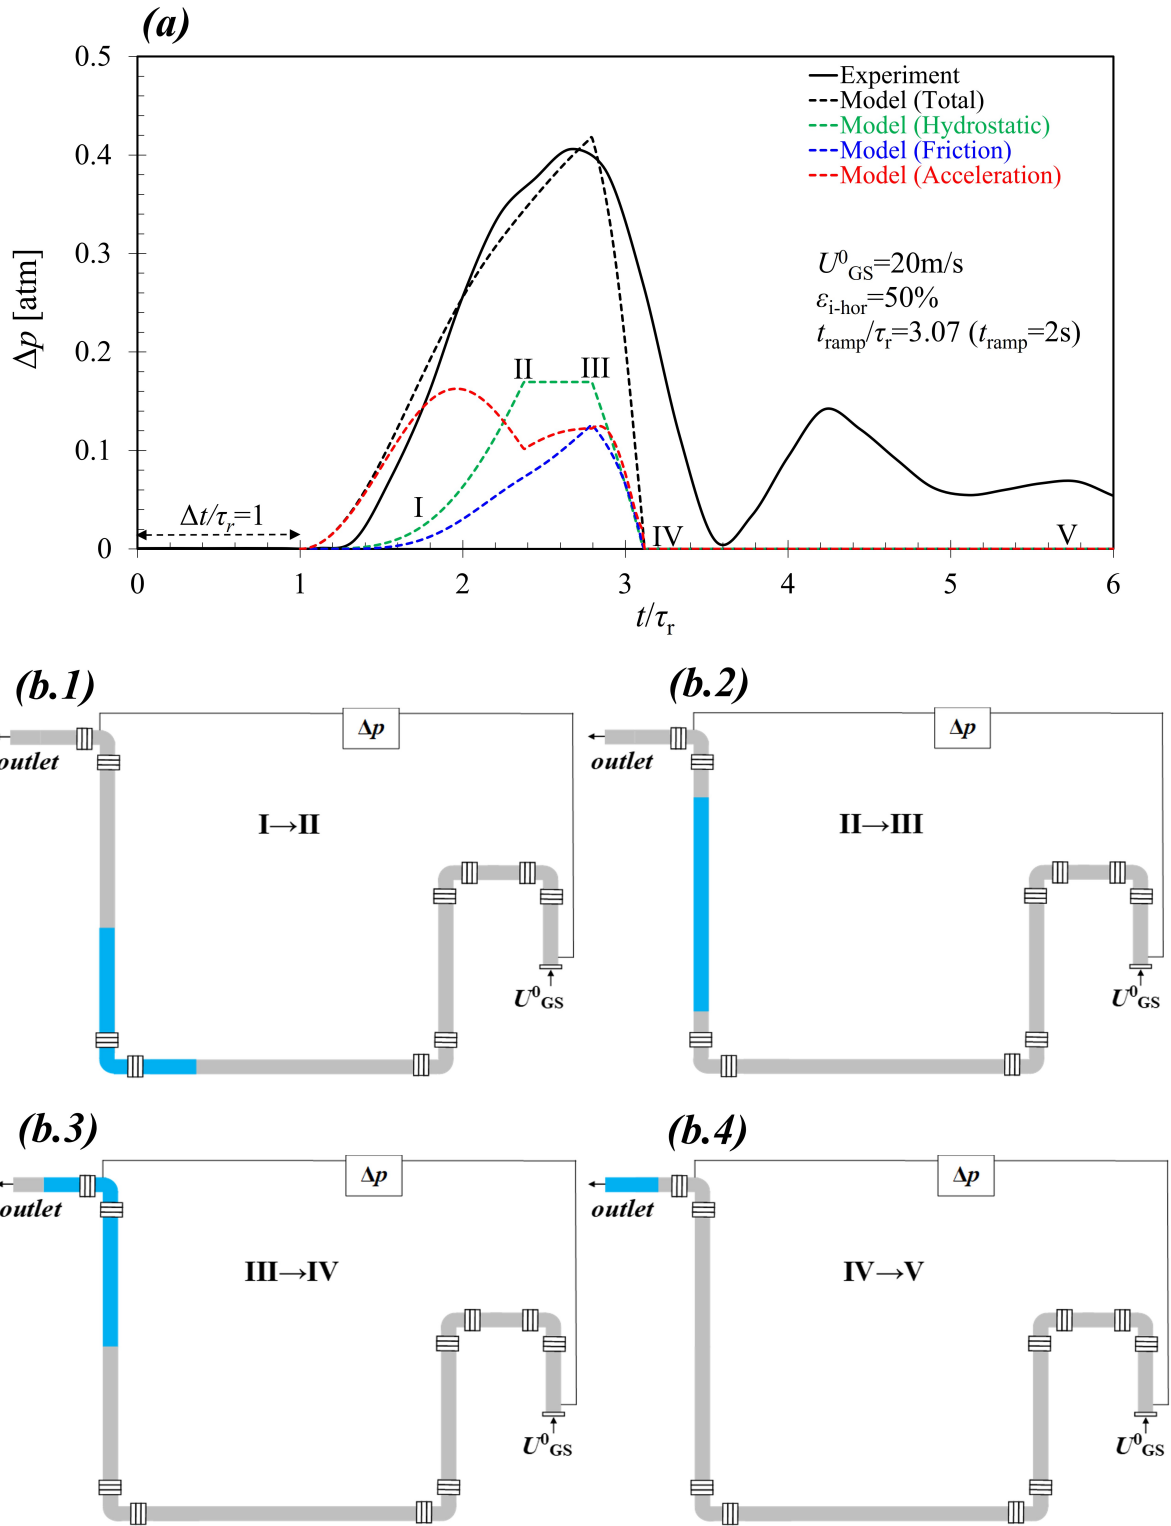 (a)
0.5
0.4
0.3
0.2
0.1
0
Δp [atm]
Experiment
Model (Total)
Model (Hydrostatic)
Model (Friction)
Model (Acceleration)
U⁰GS=20m/s
εi-hor=50%
tramp/τr=3.07 (tramp=2s)
II
III
I
Δt/τr=1
IV
V
0
1
2
3
4
5
6
t/τr
(b.1)
Δp
outlet
I→II
U⁰GS
(b.2)
Δp
outlet
II→III
U⁰GS
(b.3)
Δp
outlet
III→IV
U⁰GS
(b.4)
Δp
outlet
IV→V
U⁰GS